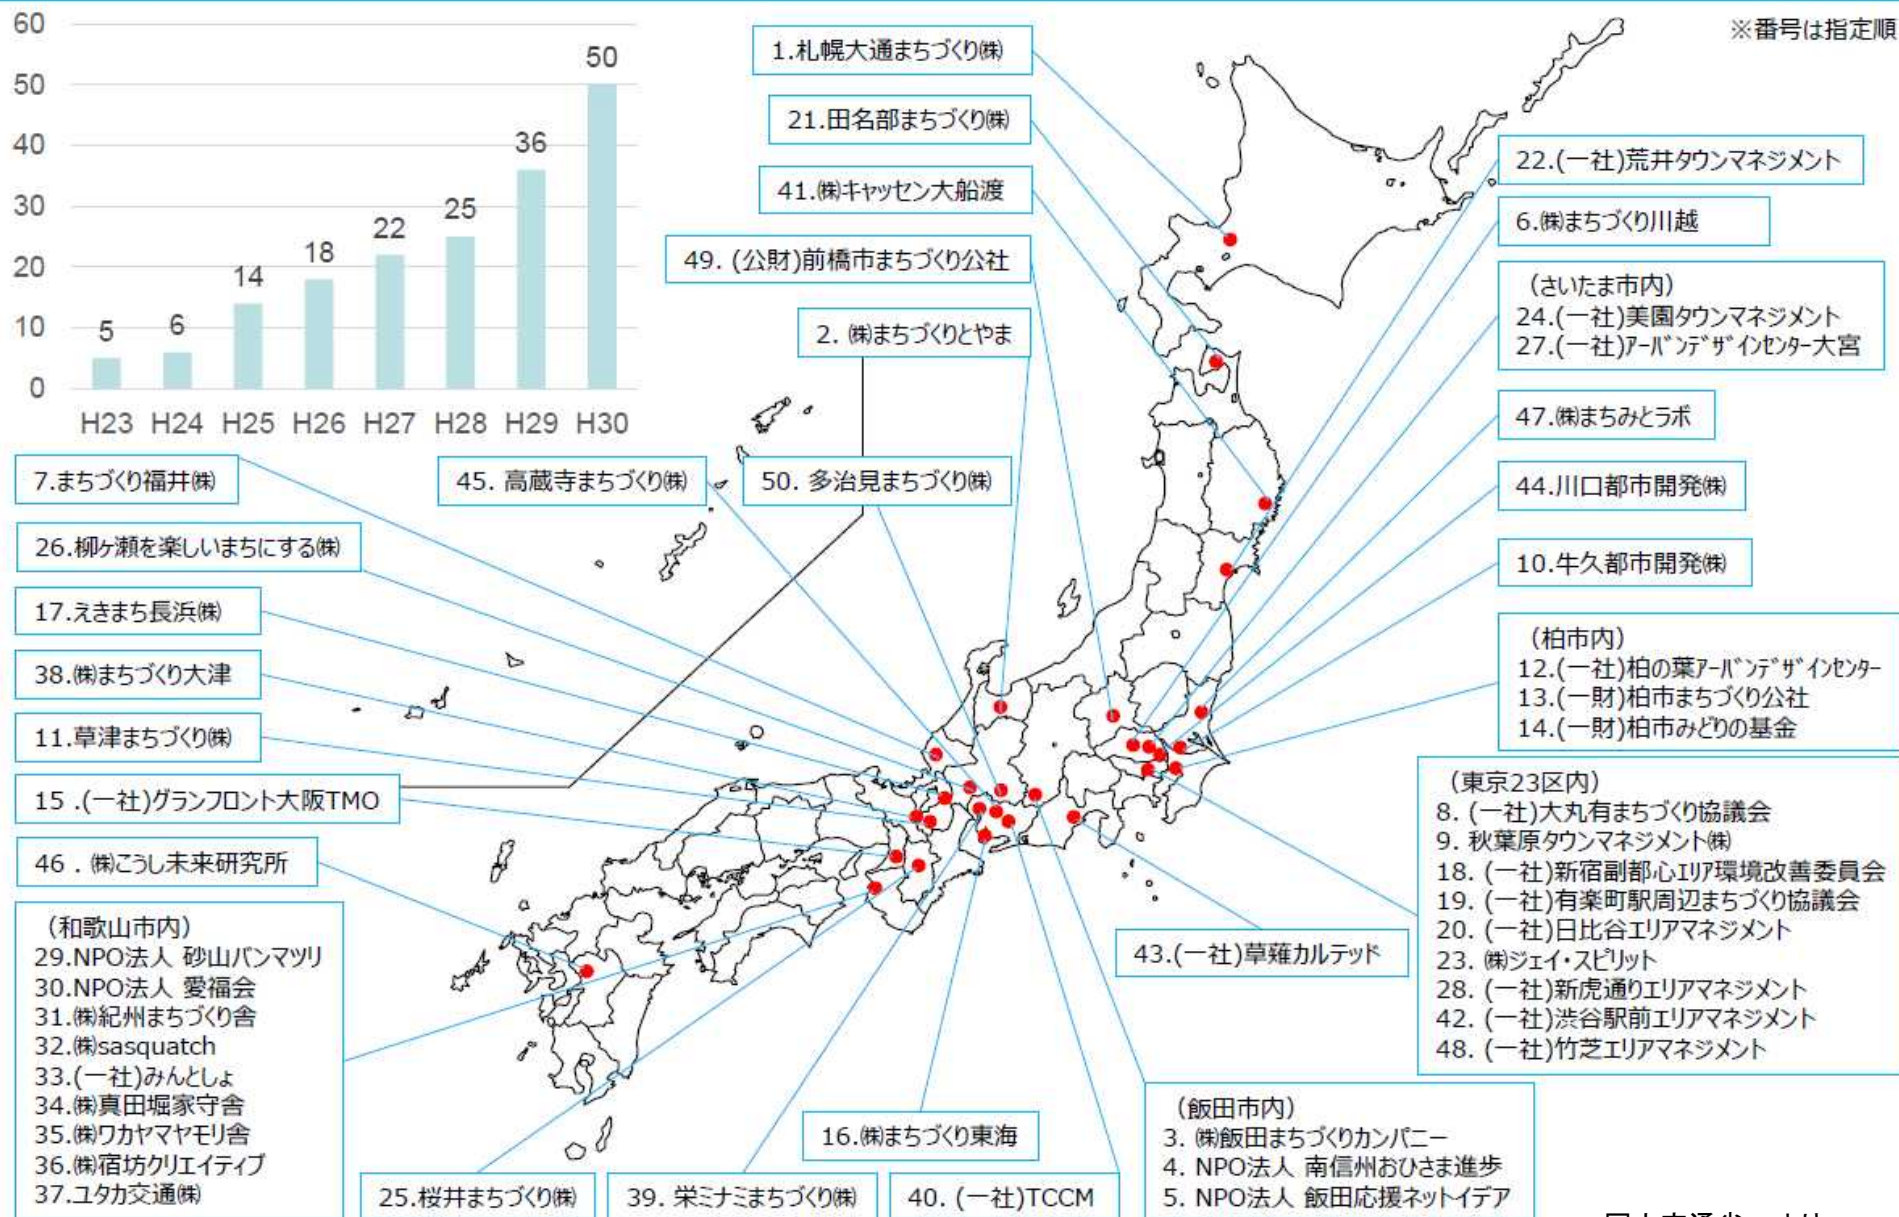 ※番号は指定順
60
50
40
30
20
10
0
5
6
14
18
22
25
36
50
H23 H24 H25 H26 H27 H28 H29 H30
1.札幌大通まちづくり㈱
21.田名部まちづくり㈱
41.㈱キャッセン大船渡
49. (公財)前橋市まちづくり公社
2. ㈱まちづくりとやま
22.(一社)荒井タウンマネジメント
6.㈱まちづくり川越
（さいたま市内）
24.(一社)美園タウンマネジメント
27.(一社)ｱｰﾊﾞﾝﾃﾞｻﾞｲﾝｾﾝﾀｰ大宮
47.㈱まちみとラボ
44.川口都市開発㈱
10.牛久都市開発㈱
（柏市内）
12.(一社)柏の葉ｱｰﾊﾞﾝﾃﾞｻﾞｲﾝｾﾝﾀｰ
13.(一財)柏市まちづくり公社
14.(一財)柏市みどりの基金
（東京23区内）
8. (一社)大丸有まちづくり協議会
9. 秋葉原タウンマネジメント㈱
18. (一社)新宿副都心ｴﾘｱ環境改善委員会
19. (一社)有楽町駅周辺まちづくり協議会
20. (一社)日比谷エリアマネジメント
23. ㈱ジェイ・スピリット
28. (一社)新虎通りエリアマネジメント
42. (一社)渋谷駅前エリアマネジメント
48. (一社)竹芝エリアマネジメント
7.まちづくり福井㈱
45. 高蔵寺まちづくり㈱
50. 多治見まちづくり㈱
26.柳ヶ瀬を楽しいまちにする㈱
17.えきまち長浜㈱
38.㈱まちづくり大津
11.草津まちづくり㈱
15 .(一社)グランフロント大阪TMO
46 . ㈱こうし未来研究所
（和歌山市内）
29.NPO法人 砂山バンマツリ
30.NPO法人 愛福会
31.㈱紀州まちづくり舎
32.㈱sasquatch
33.(一社)みんとしょ
34.㈱真田堀家守舎
35.㈱ワカヤマヤモリ舎
36.㈱宿坊クリエイティブ
37.ユタカ交通㈱
43.(一社)草薙カルテッド
16.㈱まちづくり東海
25.桜井まちづくり㈱
39. 栄ミナミまちづくり㈱
40. (一社)TCCM
（飯田市内）
3. ㈱飯田まちづくりカンパニー
4. NPO法人 南信州おひさま進歩
5. NPO法人 飯田応援ネットイデア